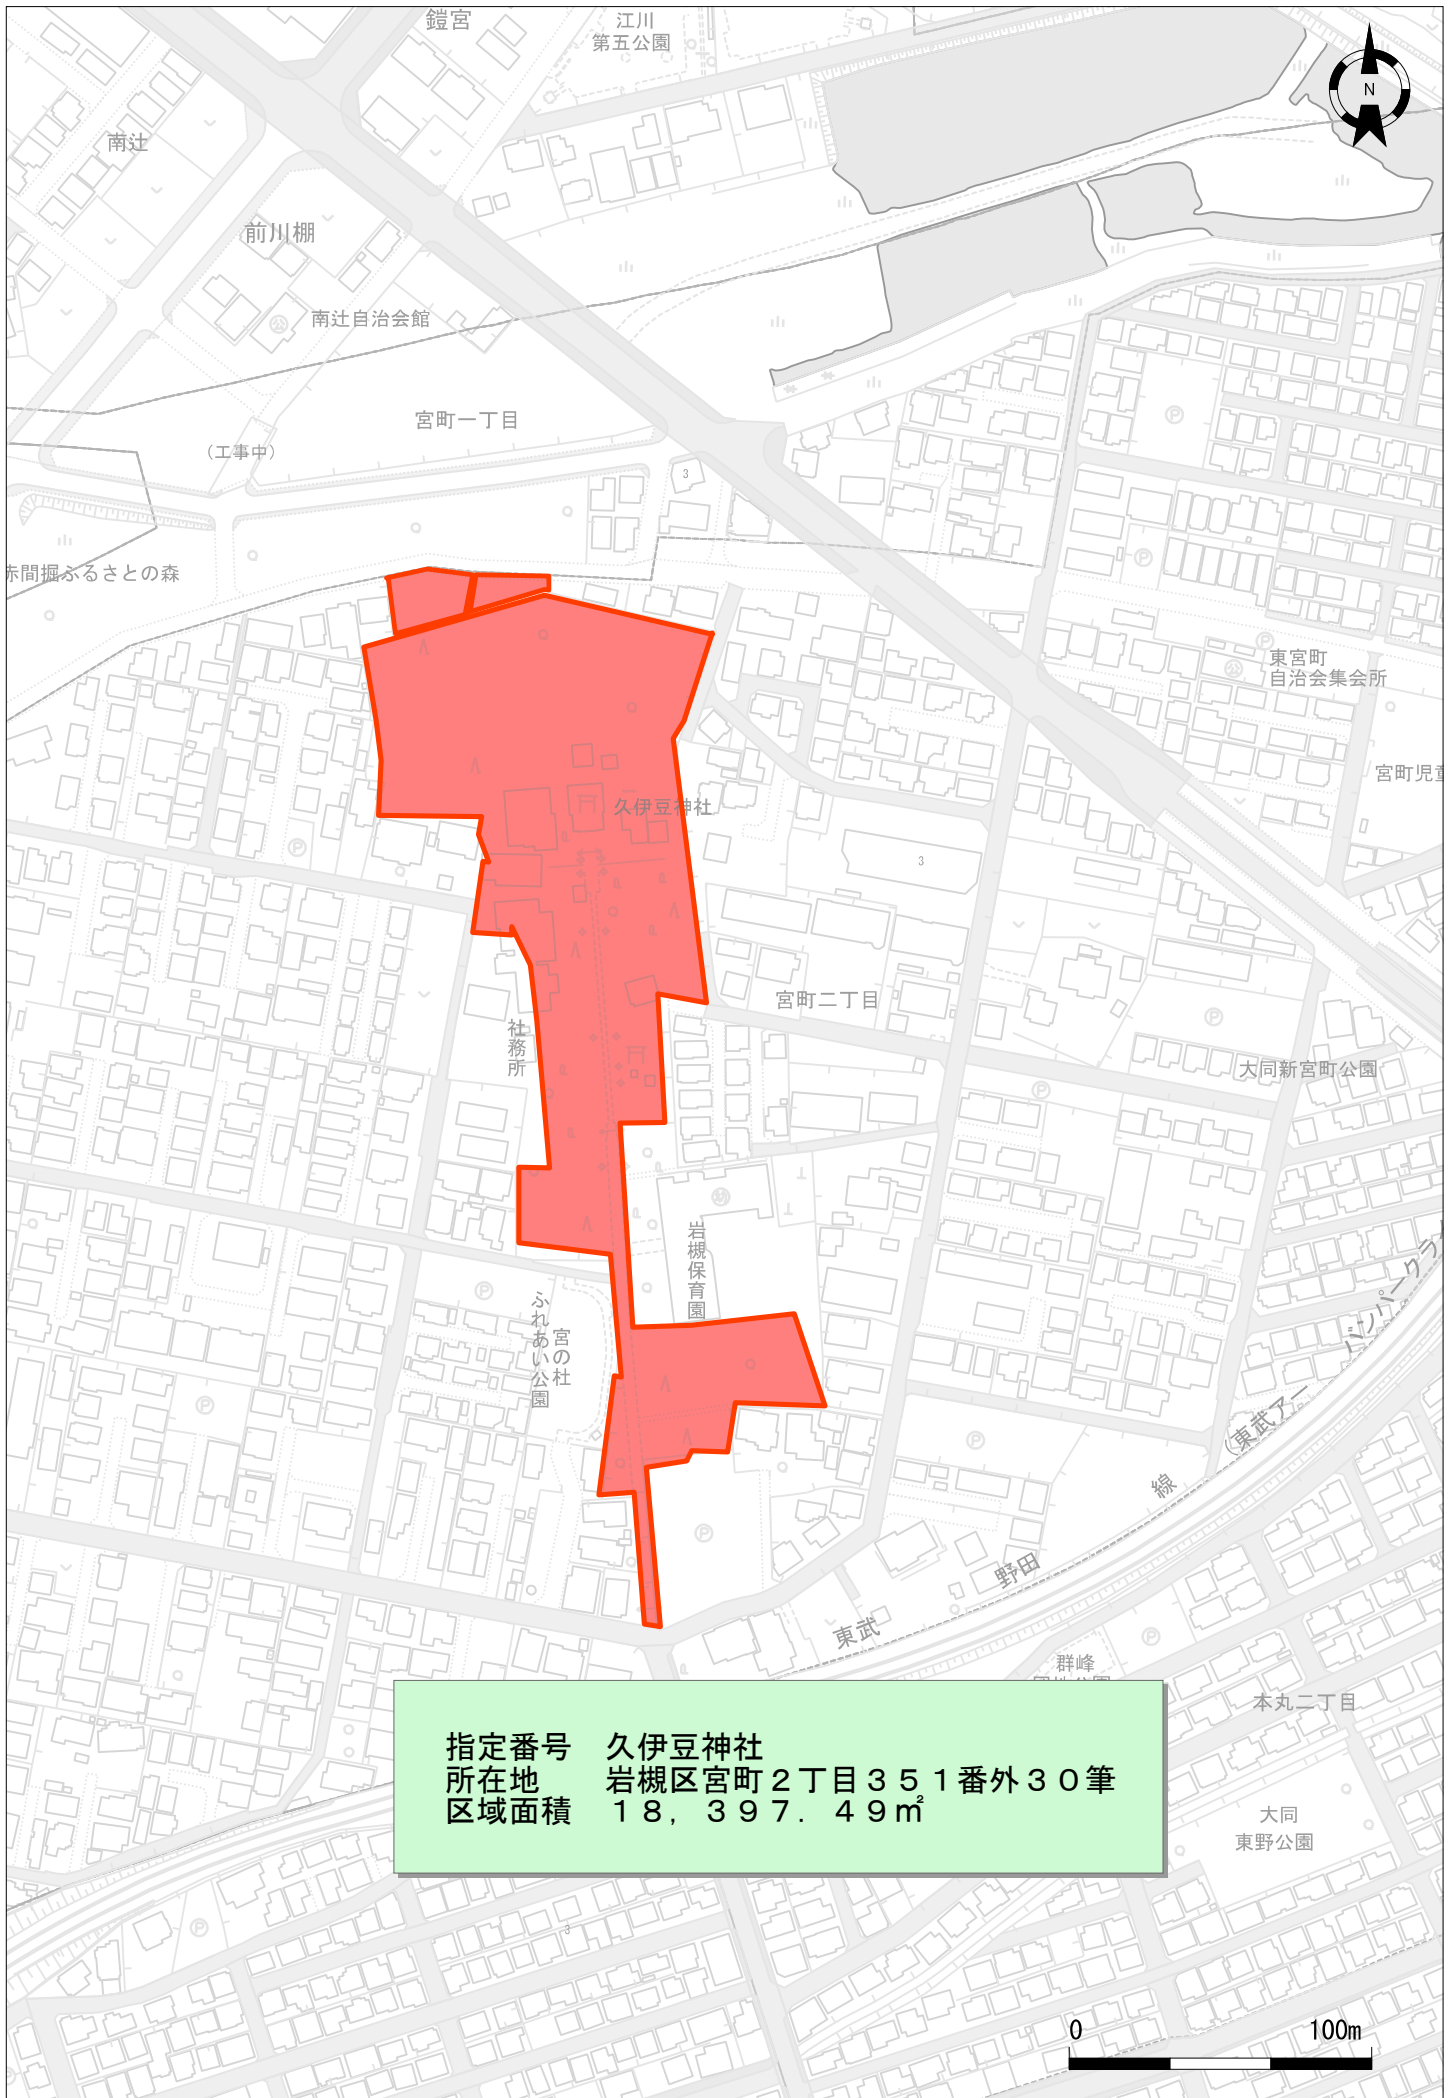 鎧宮
江川
第五公園
N
南辻
前川棚
公
南辻自治会館
宮町一丁目
(工事中)
3
赤間掘ふるさとの森
P
P
P
公
東宮町
自治会集会所
宮町児童
久伊豆神社
P
3
宮町二丁目
社務所
P
大同新宮町公園
P
幼
岩槻保育園
P
ふれあい公園
宮の杜
P
P
P
バンパークライ
(東武アー
線
野田
東武
P
群峰
本丸二丁目
指定番号 久伊豆神社
所在地 岩槻区宮町2丁目351番外30筆
区域面積 18,397.49㎡
大同
東野公園
P
3
0 100m